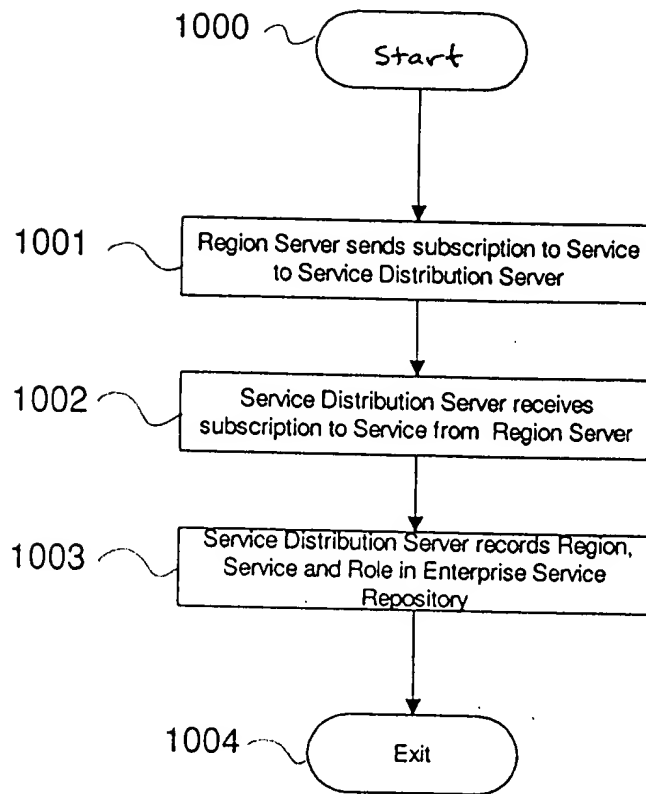 1000
Start
1001
Region Server sends subscription to Service
to Service Distribution Server
1002
Service Distribution Server receives
subscription to Service from Region Server
1003
Service Distribution Server records Region,
Service and Role in Enterprise Service
Repository
1004
Exit